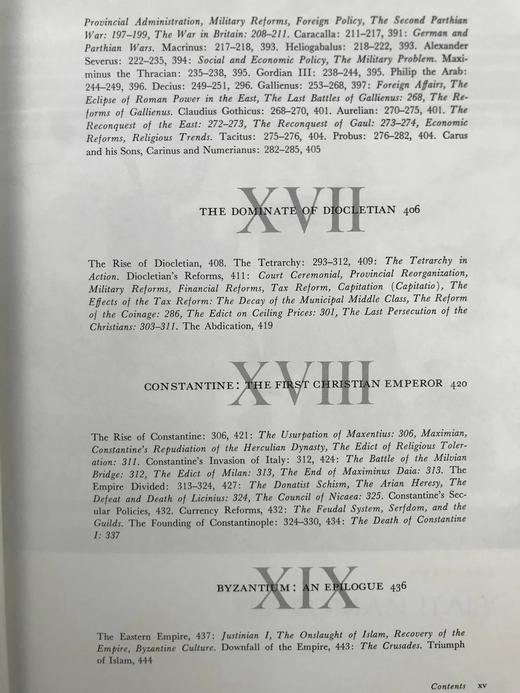 Provincial Administration, Military Reforms, Foreign Policy, The Second Parthian
War: 197–199, The War in Britain: 208–211. Caracalla: 211–217, 391: German and
Parthian Wars. Macrinus: 217–218, 393. Heliogabalus: 218–222, 393. Alexander
Severus: 222–235, 394: Social and Economic Policy, The Military Problem. Maxi-
minus the Thracian: 235–238, 395. Gordian III: 238–244, 395. Philip the Arab:
244–249, 396. Decius: 249–251, 296. Gallienus: 253–268, 397: Foreign Affairs, The
Eclipse of Roman Power in the East, The Last Battles of Gallienus: 268, The Re-
forms of Gallienus. Claudius Gothicus: 268–270, 401. Aurelian: 270–275, 401. The
Reconquest of the East: 272–273, The Reconquest of Gaul: 273–274, Economic
Reforms, Religious Trends. Tacitus: 275–276, 404. Probus: 276–282, 404. Carus
and his Sons, Carinus and Numerianus: 282–285, 405
XVII
THE DOMINATE OF DIOCLETIAN 406
The Rise of Diocletian, 408. The Tetrarchy: 293–312, 409: The Tetrarchy in
Action. Diocletian's Reforms, 411: Court Ceremonial, Provincial Reorganization,
Military Reforms, Financial Reforms, Tax Reform, Capitation (Capitatio), The
Effects of the Tax Reform: The Decay of the Municipal Middle Class, The Reform
of the Coinage: 286, The Edict on Ceiling Prices: 301, The Last Persecution of the
Christians: 303–311. The Abdication, 419
XVIII
CONSTANTINE: THE FIRST CHRISTIAN EMPEROR 420
The Rise of Constantine: 306, 421: The Usurpation of Maxentius: 306, Maximian,
Constantine's Repudiation of the Herculian Dynasty, The Edict of Religious Toler-
ation: 311. Constantine's Invasion of Italy: 312, 424: The Battle of the Milvian
Bridge: 312, The Edict of Milan: 313, The End of Maximinus Daia: 313. The
Empire Divided: 313–324, 427: The Donatist Schism, The Arian Heresy, The
Defeat and Death of Licinius: 324, The Council of Nicaea: 325. Constantine's Sec-
ular Policies, 432. Currency Reforms, 432: The Feudal System, Serfdom, and the
Guilds. The Founding of Constantinople: 324–330, 434: The Death of Constantine
I: 337
XIX
BYZANTIUM: AN EPILOGUE 436
The Eastern Empire, 437: Justinian I, The Onslaught of Islam, Recovery of the
Empire, Byzantine Culture. Downfall of the Empire, 443: The Crusades. Triumph
of Islam, 444
Contents xv